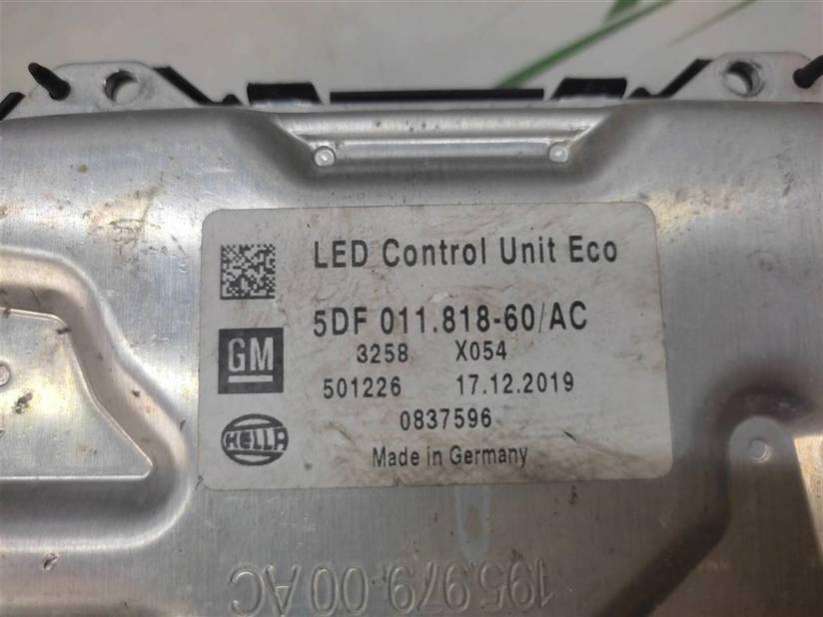 LED Control Unit Eco
5DF 011.818-60/AC
GM
3258 X054
501226 17.12.2019
HELLA
0837596
Made in Germany
195.979.00 AC